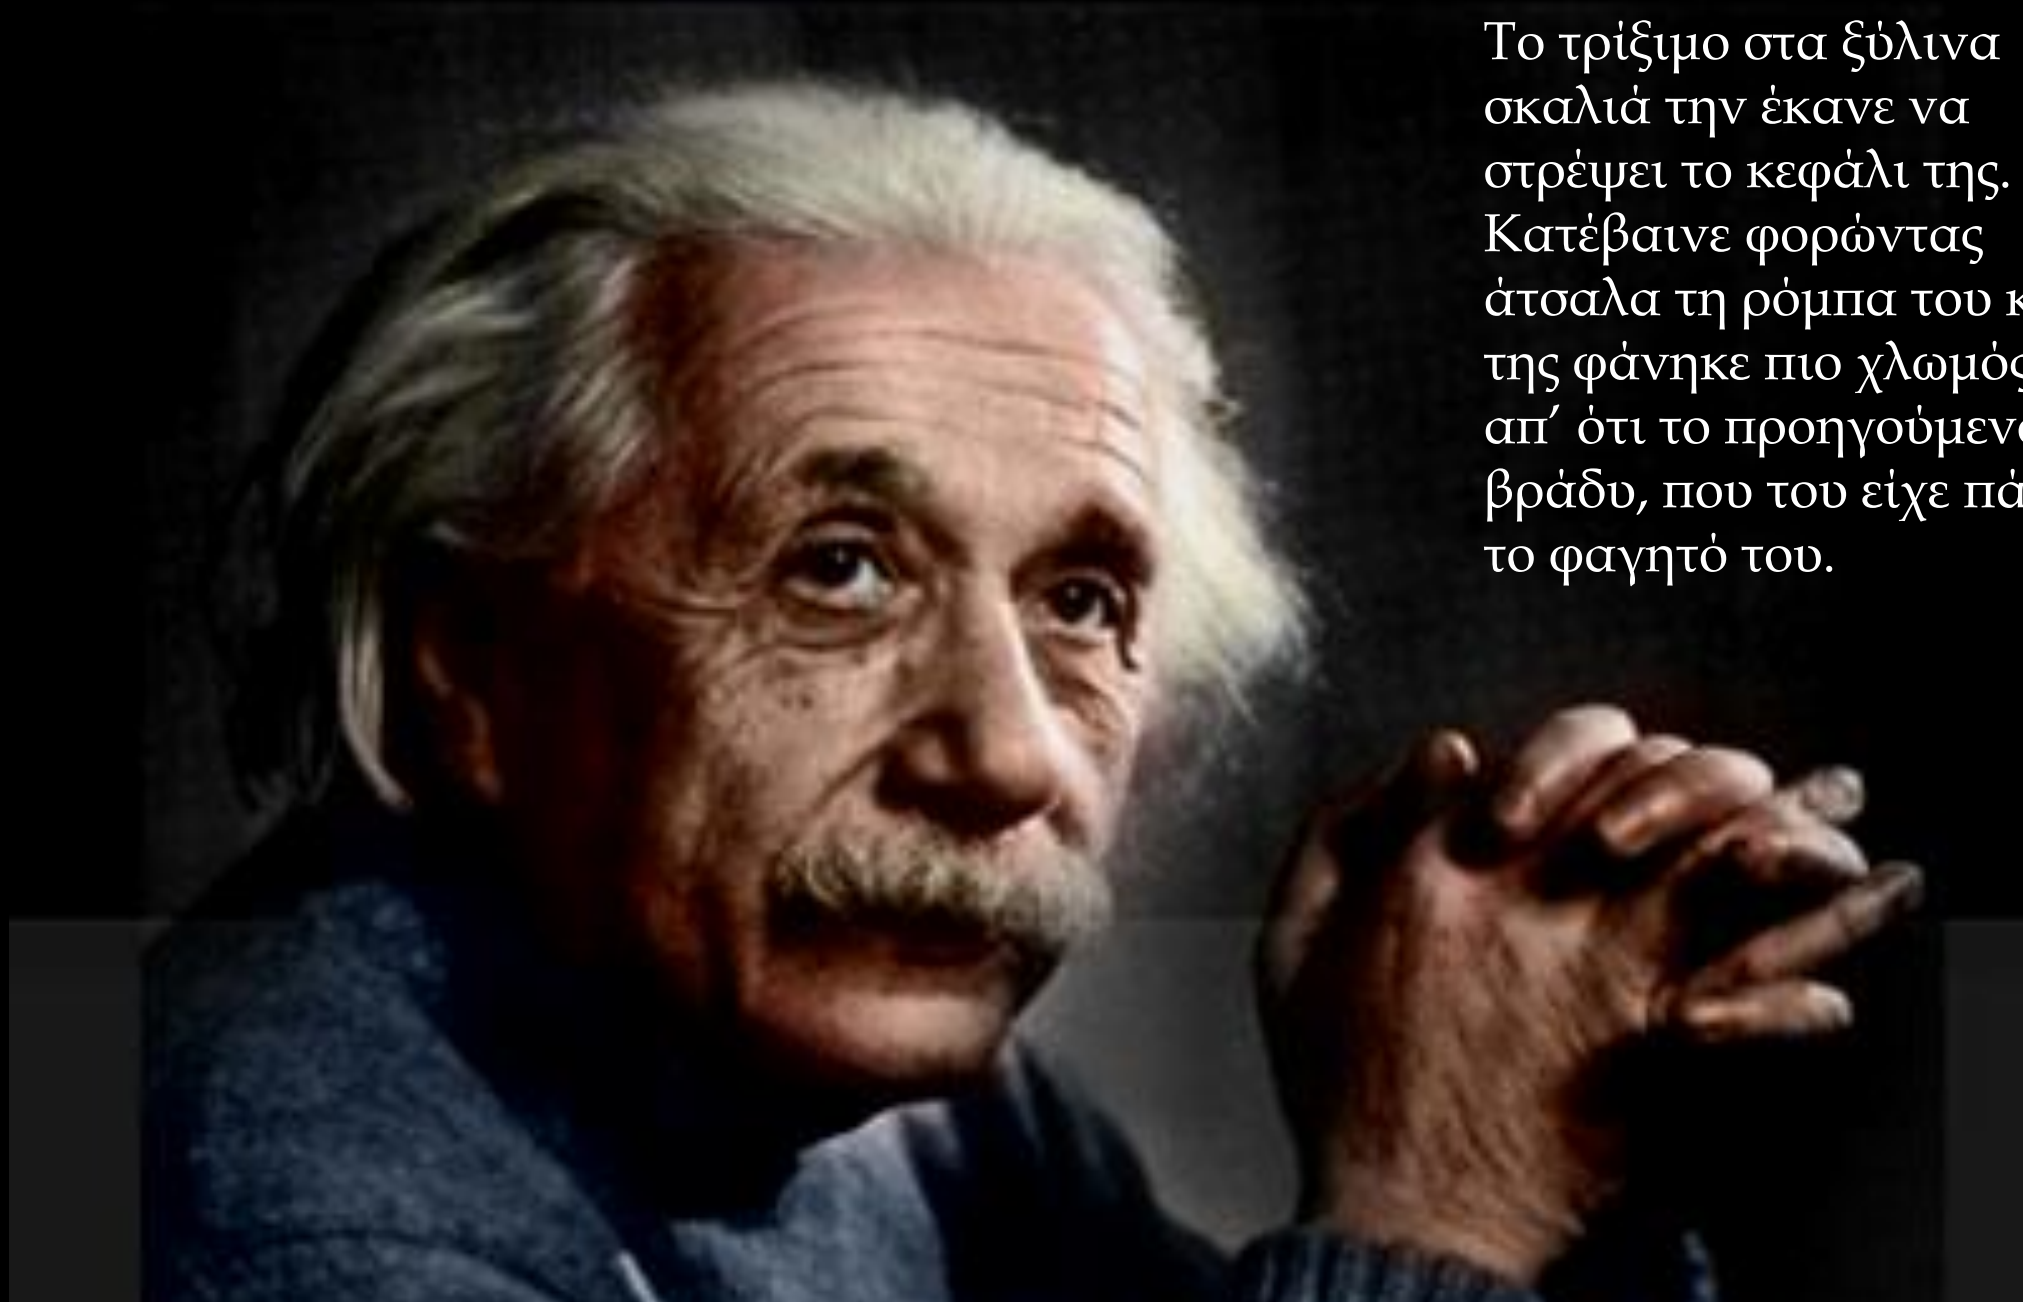 Το τρίξιμο στα ξύλινα
σκαλιά την έκανε να
στρέψει το κεφάλι της.
Κατέβαινε φορώντας
άτσαλα τη ρόμπα του
της φάνηκε πιο χλωμός
απ’ ότι το
βράδυ, που του είχε
το φαγητό του.